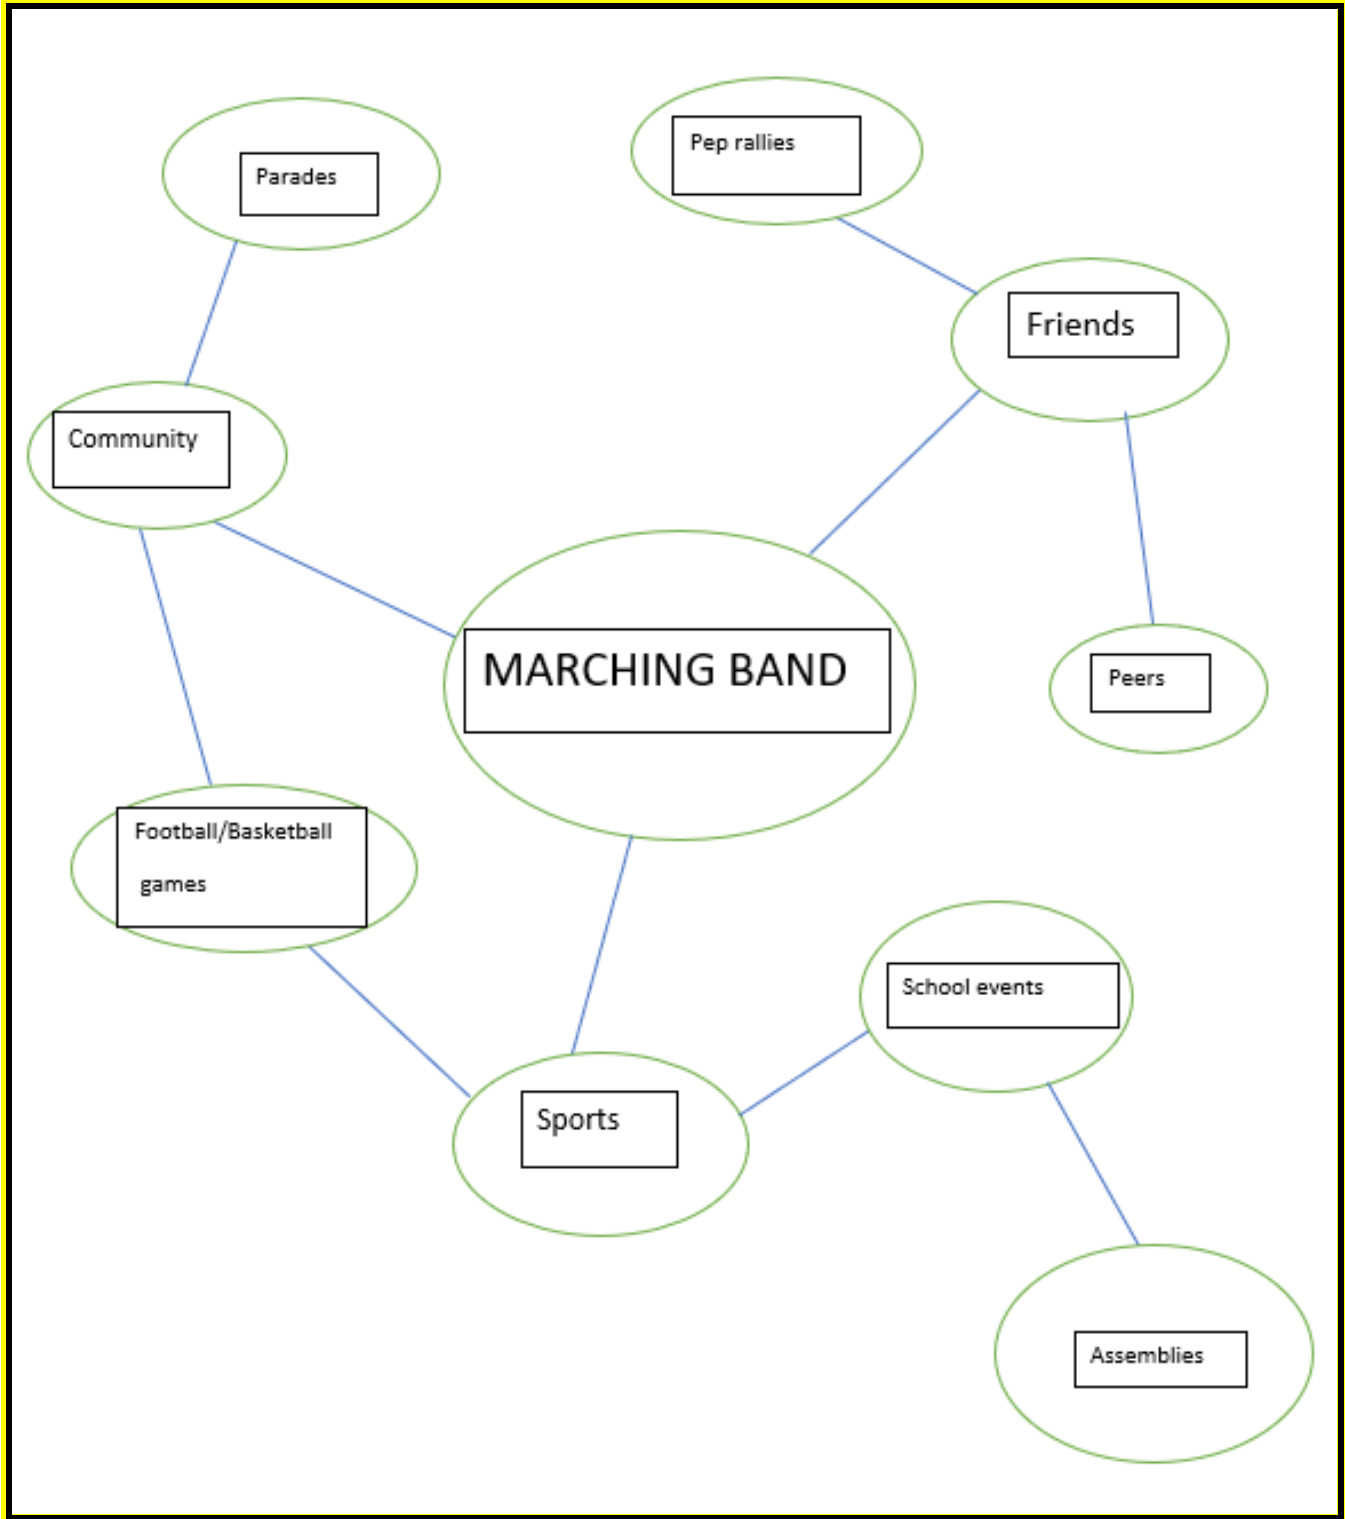 Parades
Pep rallies
Friends
Community
MARCHING BAND
Peers
Football/Basketball
games
School events
Sports
Assemblies